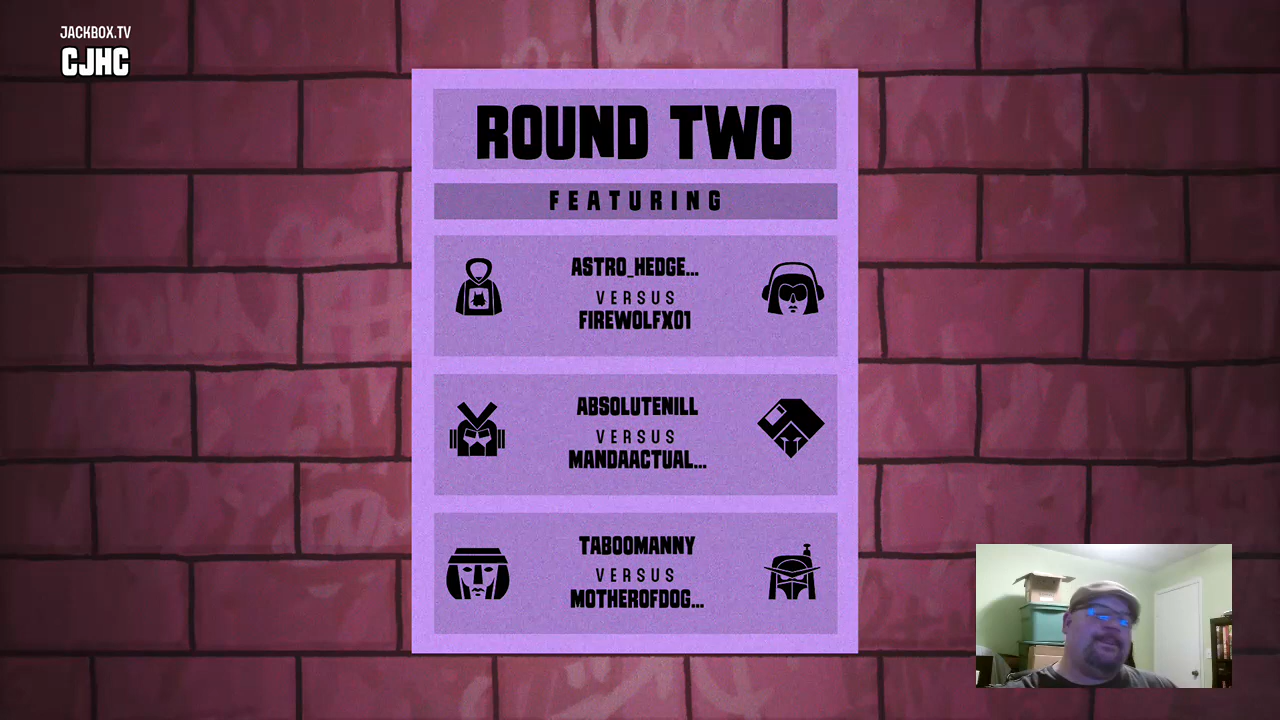 JACKBOX.TV
CJHC
ROUND TWO
FEATURING
ASTRO_HEDGE...
VERSUS
FIREWOLFX01
ABSOLUTENILL
VERSUS
MANDAACTUAL...
TABOOMANNY
VERSUS
MOTHEROFDOG...